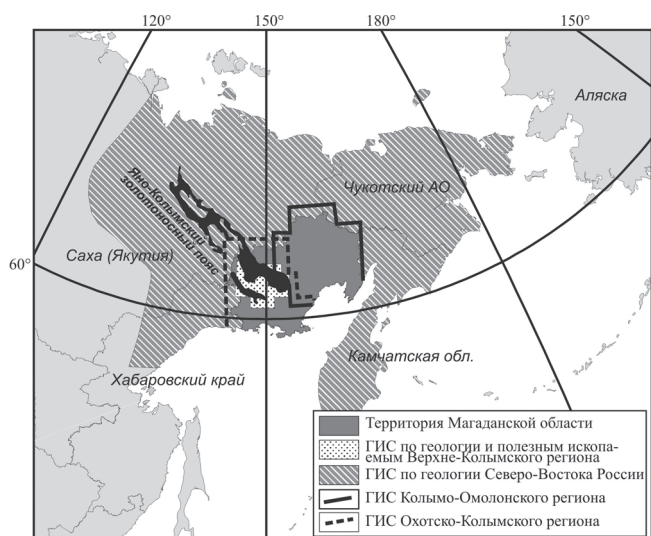 120° 150° 180° 150°
Аляска
Чукотский АО
Яно-Колымский
золотоносный пояс
Саха (Якутия)
60°
Камчатская обл.
Хабаровский край
Территория Магаданской области
ГИС по геологии и полезным ископа-
емым Верхне-Колымского региона
ГИС по геологии Северо-Востока России
ГИС Колымо-Омолонского региона
ГИС Охотско-Колымского региона